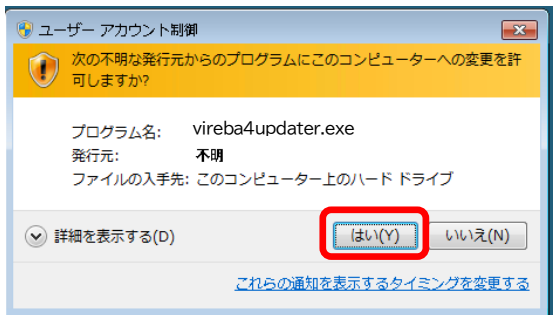 ユーザー アカウント制御
次の不明な発行元からのプログラムにこのコンピューターへの変更を許
可しますか?
プログラム名: vireba4updater.exe
発行元: 不明
ファイルの入手先: このコンピューター上のハード ドライブ
詳細を表示する(D) はい(Y) いいえ(N)
これらの通知を表示するタイミングを変更する